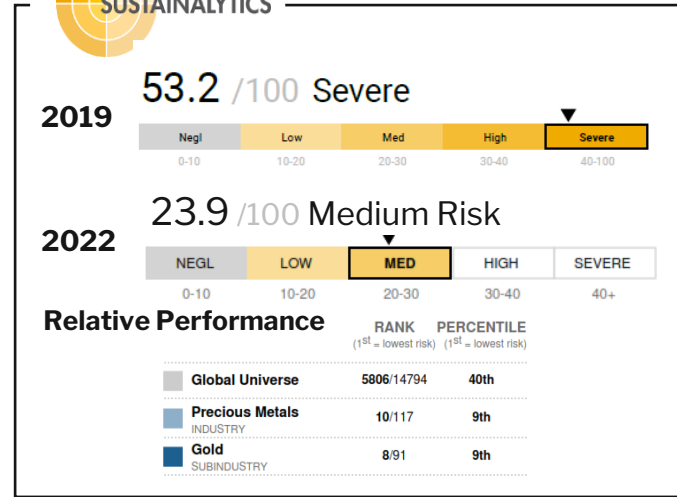 SUSTAINALYTICS
53.2 /100 Severe
2019
Negl Low Med High Severe
0-10 10-20 20-30 30-40 40-100
23.9 /100 Medium Risk
2022
NEGL LOW MED HIGH SEVERE
0-10 10-20 20-30 30-40 40+
Relative Performance
RANK PERCENTILE
(1st = lowest risk) (1st = lowest risk)
Global Universe 5806/14794 40th
Precious Metals 10/117 9th
INDUSTRY
Gold 8/91 9th
SUBINDUSTRY